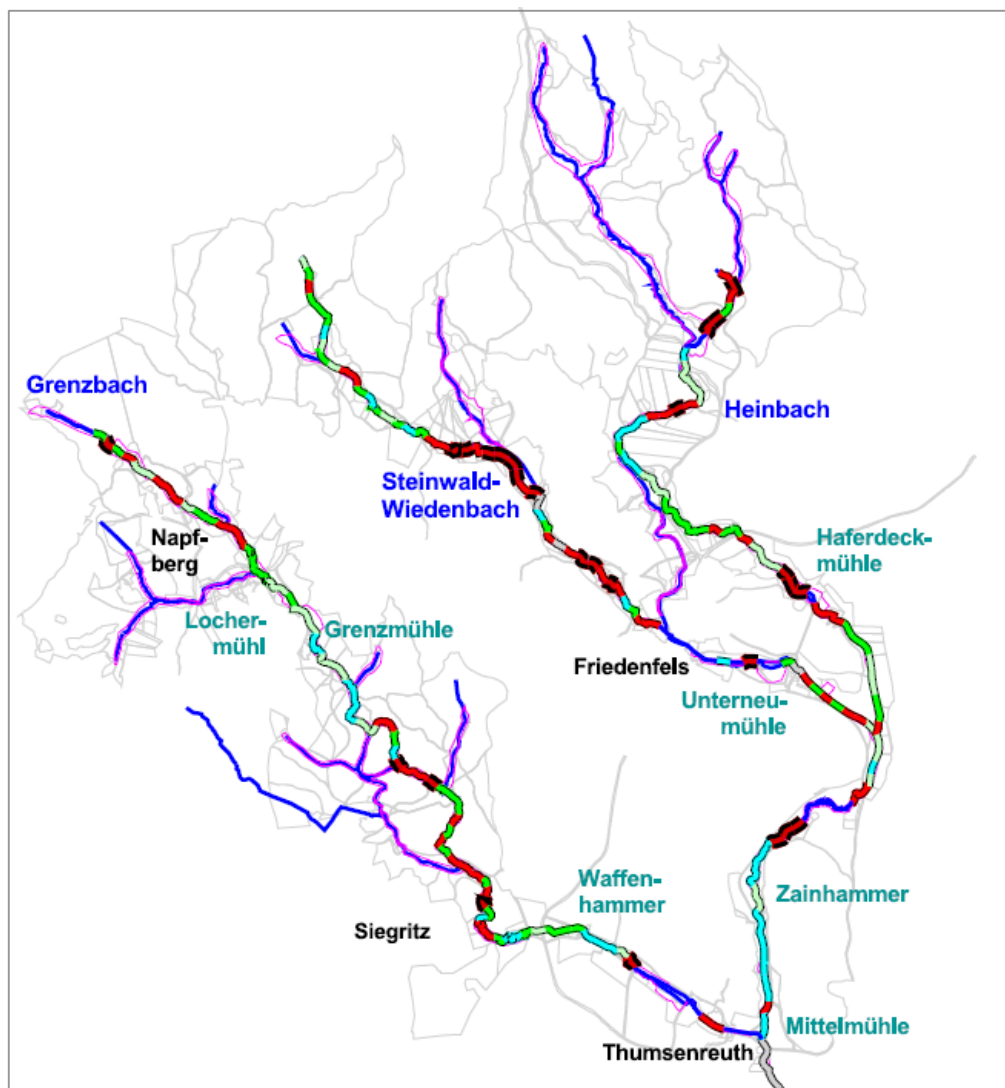 Grenzbach
Heinbach
Steinwald-
Wiedenbach
Napf-
berg
Haferdeck-
mühle
Locher-
mühl
Grenzmühle
Friedenfels
Unterneu-
mühle
Waffen-
hammer
Zainhammer
Siegritz
Mittelmühle
Thumsenreuth